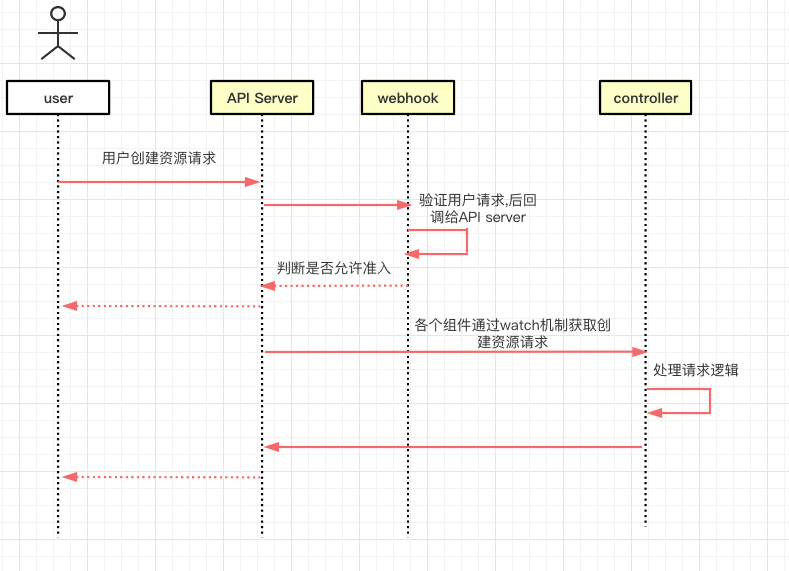 user
API Server
webhook
controller
用户创建资源请求
验证用户请求,后回
调给API server
判断是否允许准入
各个组件通过watch机制获取创
建资源请求
处理请求逻辑